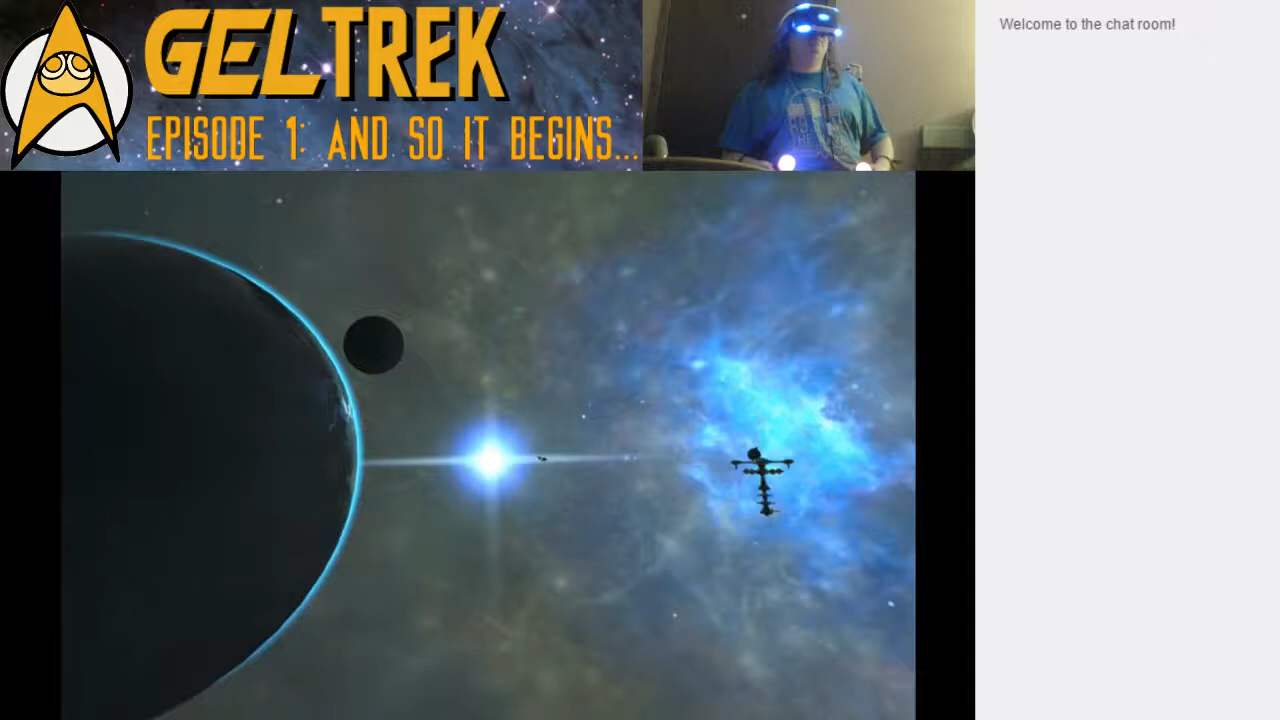 GELTREK
EPISODE 1: AND SO IT BEGINS...
Welcome to the chat room!